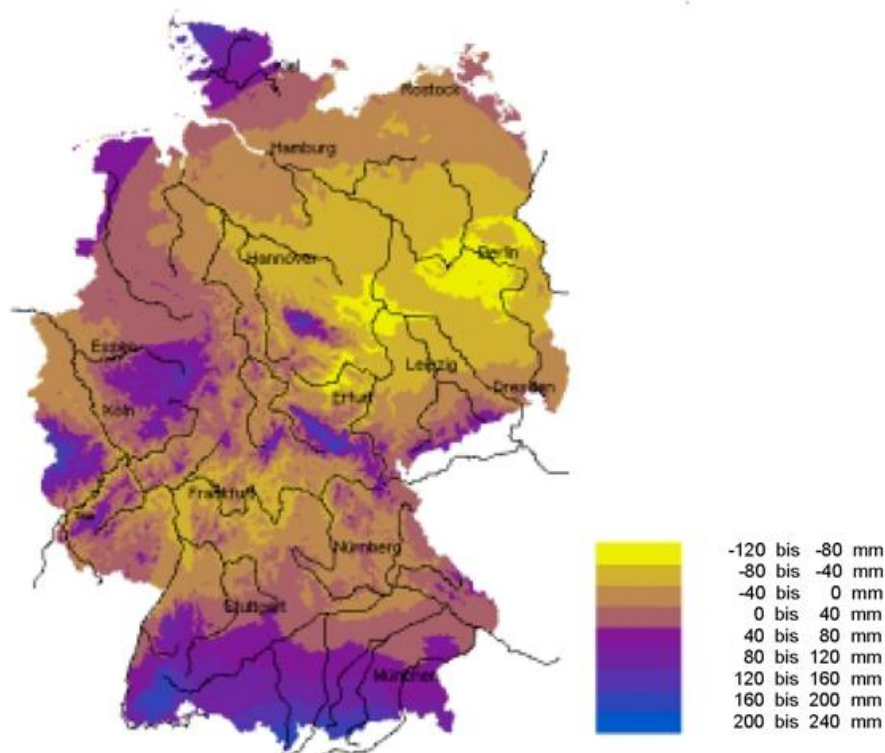 Kiel
Rostock
Hamburg
Hannover
Berlin
Essen
Leipzig
Köln
Erfurt
Dresden
Frankfurt
Nürnberg
Stuttgart
München
-120 bis -80 mm
-80 bis -40 mm
-40 bis 0 mm
0 bis 40 mm
40 bis 80 mm
80 bis 120 mm
120 bis 160 mm
160 bis 200 mm
200 bis 240 mm